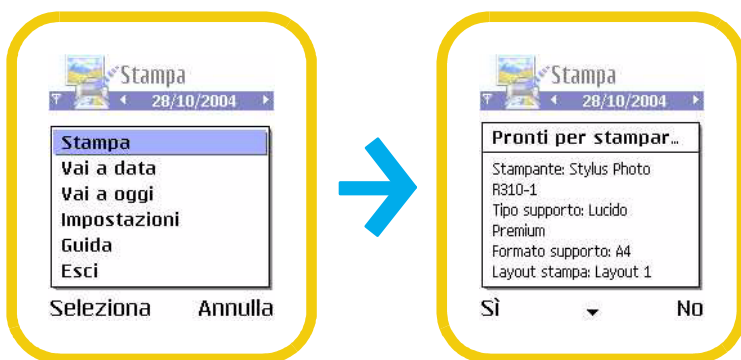 Stampa
28/10/2004
Stampa
Vai a data
Vai a oggi
Impostazioni
Guida
Esci
Seleziona Annulla
Stampa
28/10/2004
Pronti per stampar…
Stampante: Stylus Photo
R310-1
Tipo supporto: Lucido
Premium
Formato supporto: A4
Layout stampa: Layout 1
Sì No